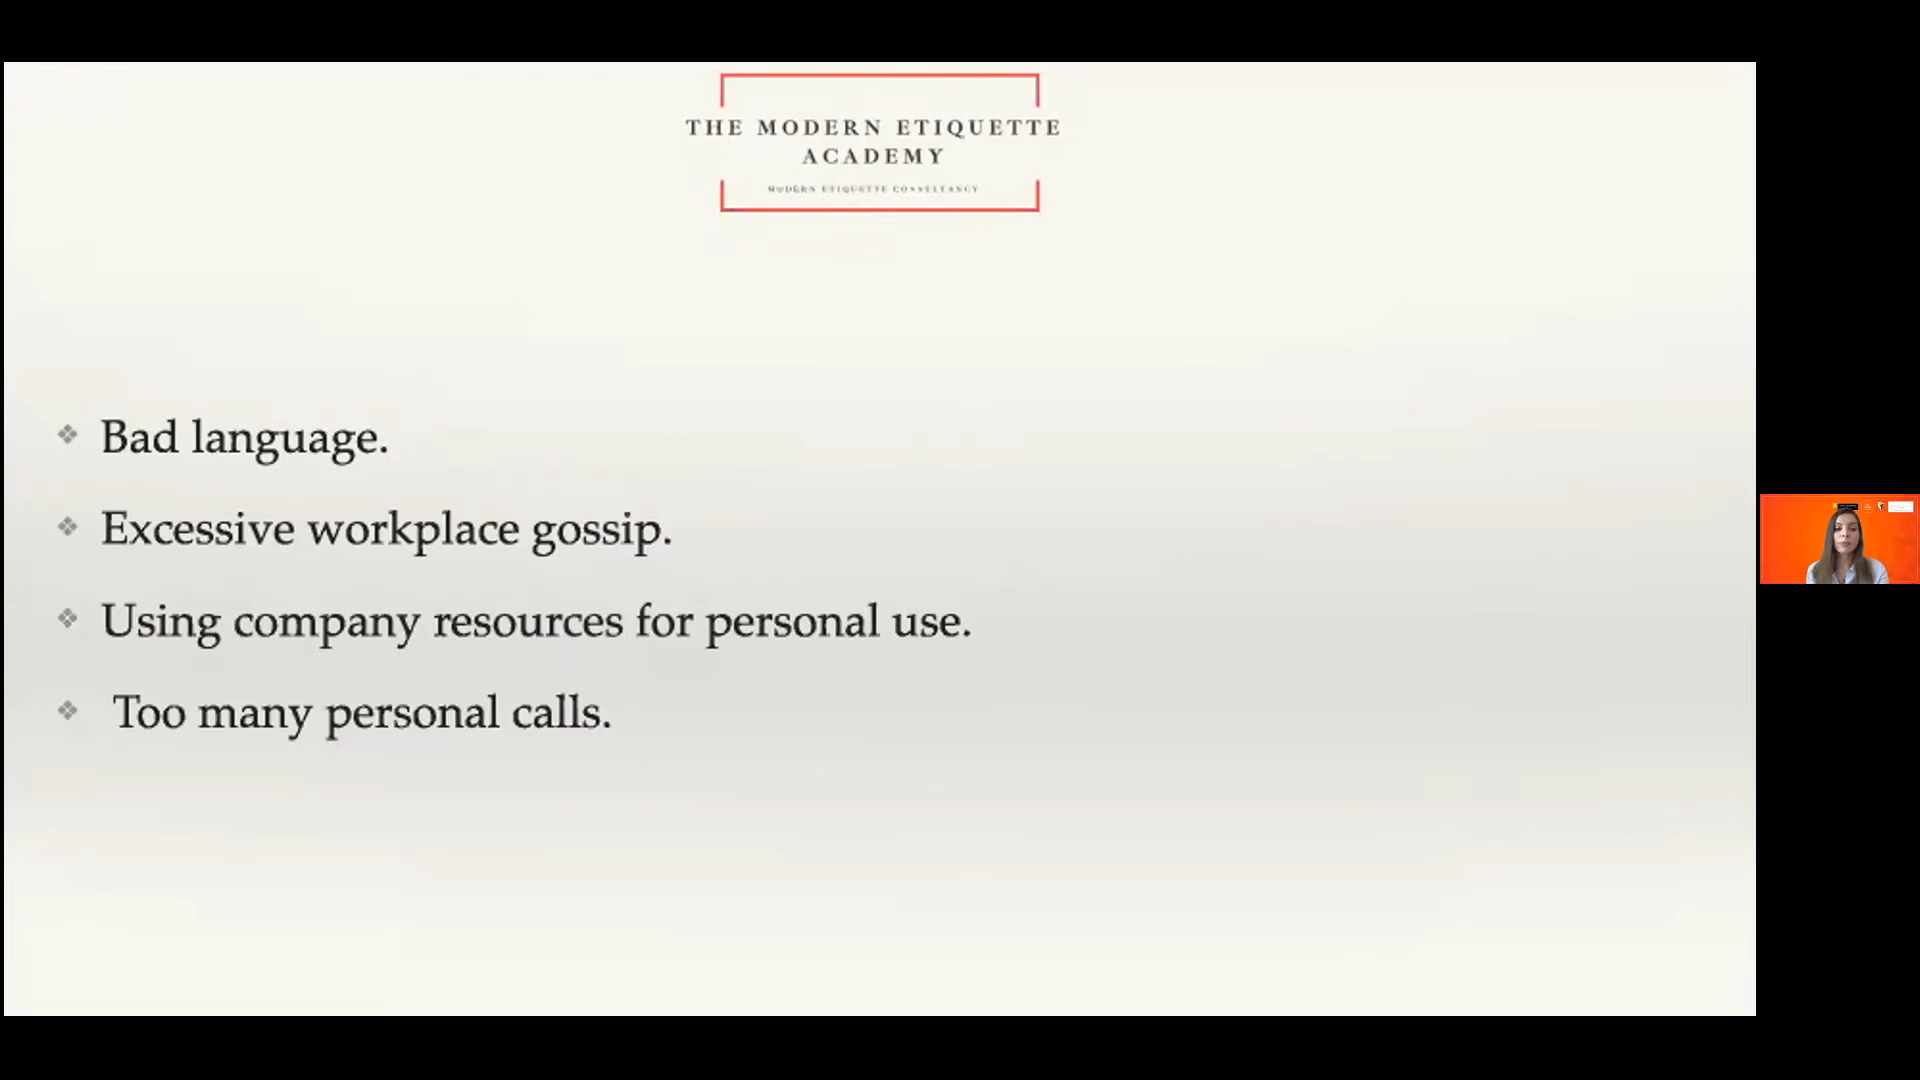 THE MODERN ETIQUETTE
ACADEMY
MODERN ETIQUETTE CONSULTANCY
Bad language.
Excessive workplace gossip.
Using company resources for personal use.
Too many personal calls.